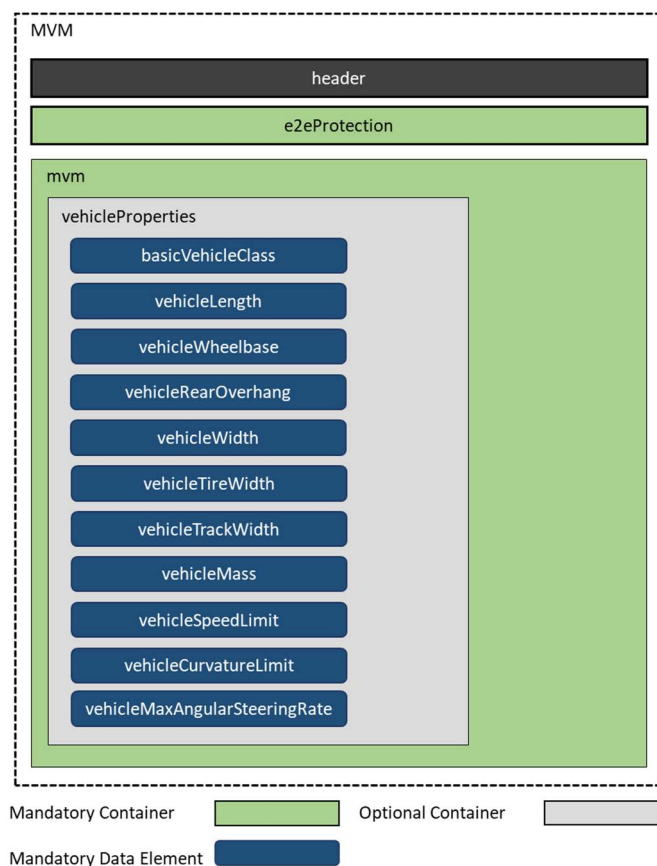 MVM
header
e2eProtection
mvm
vehicleProperties
basicVehicleClass
vehicleLength
vehicleWheelbase
vehicleRearOverhang
vehicleWidth
vehicleTireWidth
vehicleTrackWidth
vehicleMass
vehicleSpeedLimit
vehicleCurvatureLimit
vehicleMaxAngularSteeringRate
Mandatory Container Optional Container
Mandatory Data Element